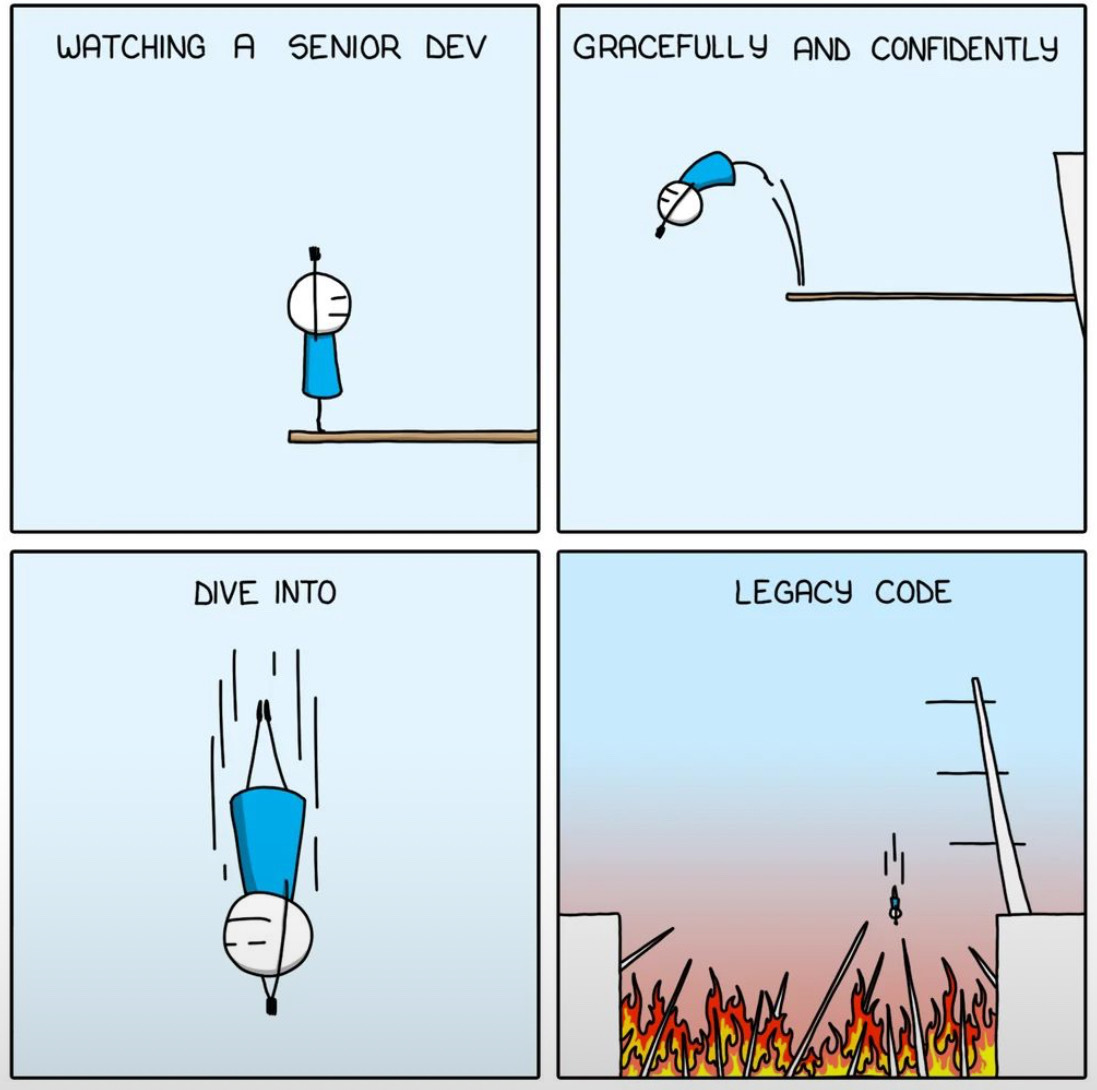 WATCHING A SENIOR DEV
GRACEFULLY AND CONFIDENTLY
DIVE INTO
LEGACY CODE